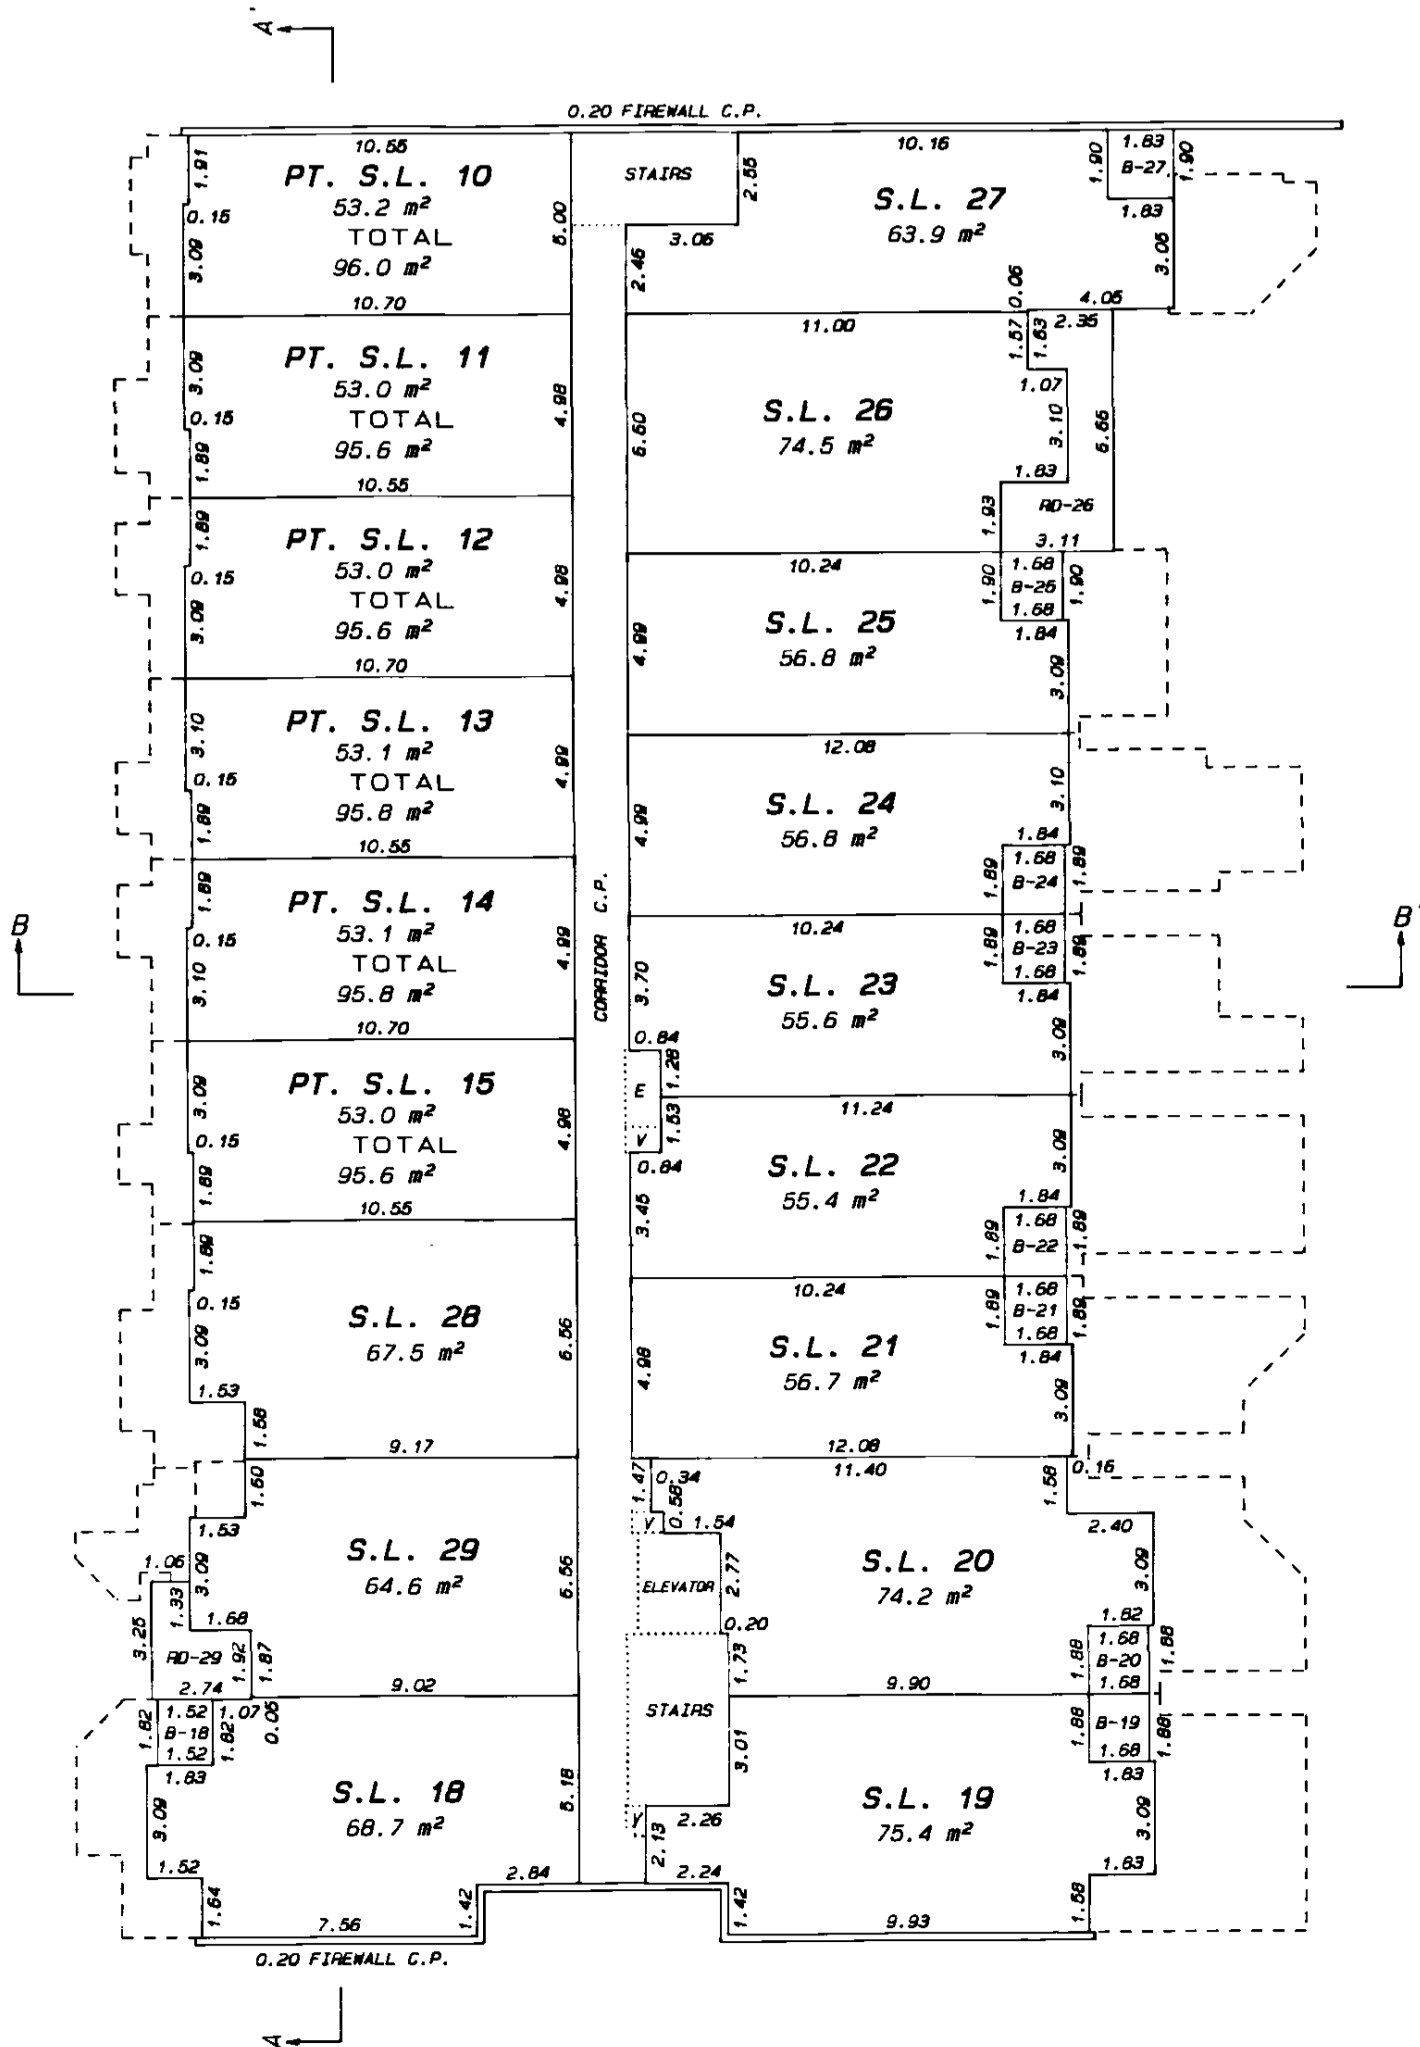 A'
0.20 FIREWALL C.P.
10.55
1.91
PT. S.L. 10
53.2 m²
TOTAL
96.0 m²
0.15
3.09
5.00
10.70
STAIRS
2.55
3.06
2.46
10.16
S.L. 27
63.9 m²
1.90
1.83
B-27
1.90
1.83
3.05
0.06
4.05
11.00
PT. S.L. 11
53.0 m²
TOTAL
95.6 m²
3.09
0.15
1.89
4.98
10.55
S.L. 26
74.5 m²
6.60
1.57
1.63
2.35
1.07
3.10
6.66
1.83
1.93
RD-26
3.11
PT. S.L. 12
53.0 m²
TOTAL
95.6 m²
1.89
0.15
3.09
4.98
10.70
10.24
S.L. 25
56.8 m²
4.99
1.90
1.68
B-25
1.68
1.90
1.84
3.09
12.08
PT. S.L. 13
53.1 m²
TOTAL
95.8 m²
3.10
0.15
1.89
4.99
10.55
S.L. 24
56.8 m²
4.99
3.10
1.84
1.89
1.68
B-24
1.89
10.24
PT. S.L. 14
53.1 m²
TOTAL
95.8 m²
1.89
0.15
3.10
4.99
10.70
CORRIDOR C.P.
B
B'
S.L. 23
55.6 m²
3.70
0.84
1.28
1.89
1.68
B-23
1.68
1.89
1.84
3.09
11.24
PT. S.L. 15
53.0 m²
TOTAL
95.6 m²
3.09
0.15
1.89
4.98
10.55
E
V
1.53
0.84
S.L. 22
55.4 m²
3.45
3.09
1.84
1.89
1.68
B-22
1.89
10.24
S.L. 28
67.5 m²
1.89
0.15
3.09
1.53
1.58
6.56
9.17
S.L. 21
56.7 m²
4.98
1.89
1.68
B-21
1.68
1.89
1.84
3.09
12.08
S.L. 29
64.6 m²
1.60
1.53
1.06
3.09
1.33
1.68
3.25
RD-29
1.92
1.87
2.74
6.56
9.02
11.40
0.16
1.47
0.34
0.58
V
1.54
ELEVATOR
2.77
0.20
1.73
S.L. 20
74.2 m²
1.58
2.40
3.09
1.82
1.88
1.68
B-20
1.68
1.88
9.90
S.L. 18
68.7 m²
1.82
1.52
B-18
1.52
1.07
1.82
0.05
1.83
3.09
1.52
1.64
5.18
2.84
7.56
1.42
STAIRS
3.01
V
2.26
2.13
2.24
1.42
S.L. 19
75.4 m²
1.88
B-19
1.68
1.88
1.83
3.09
1.83
1.58
9.93
0.20 FIREWALL C.P.
A